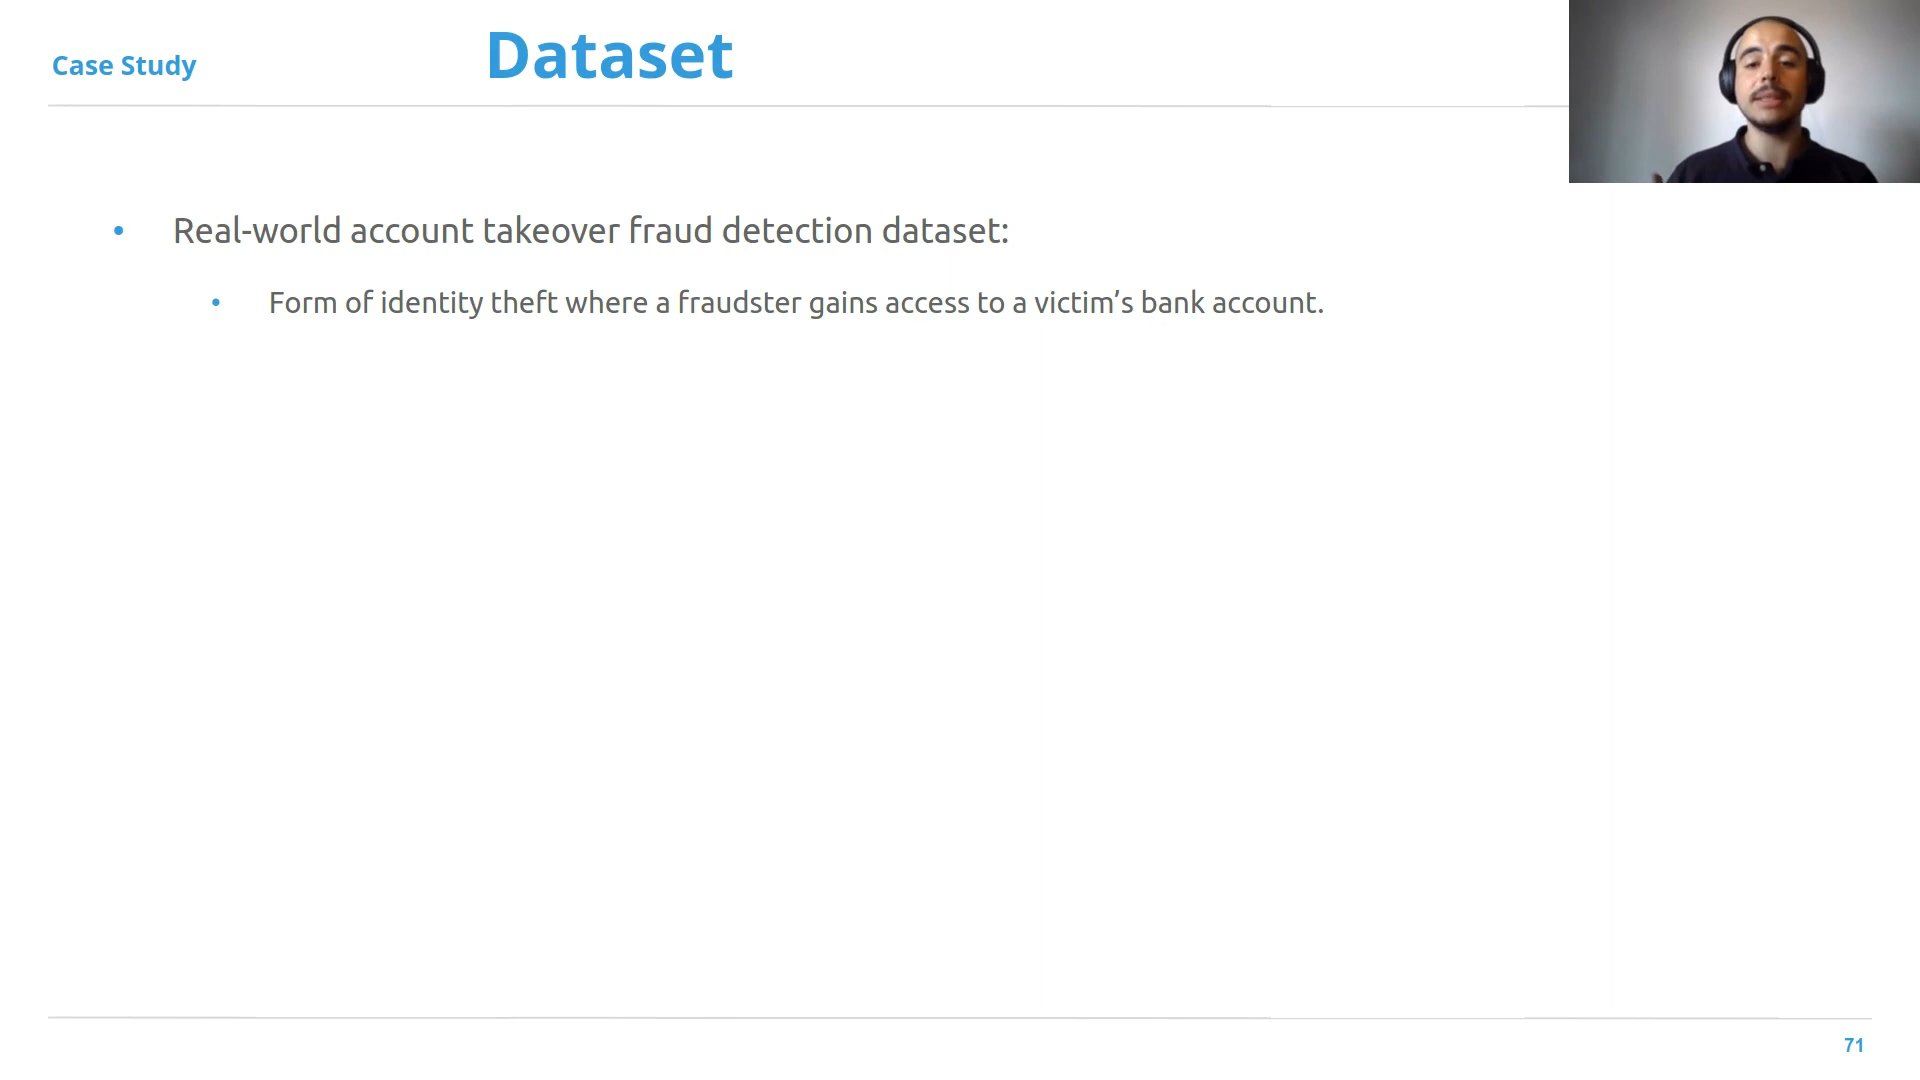 Case Study
Dataset
• Real-world account takeover fraud detection dataset:
• Form of identity theft where a fraudster gains access to a victim’s bank account.
71